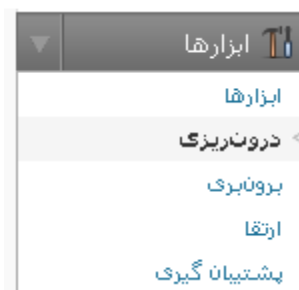 ابزارها
ابزارها
درون‌ریزی
برون‌بری
ارتقا
پشتیبان گیری